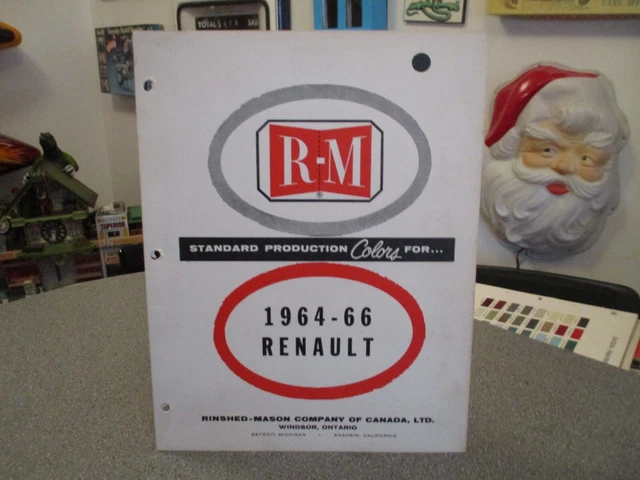 R-M
®
STANDARD PRODUCTION Colors FOR...
1964-66
RENAULT
RINSHED-MASON COMPANY OF CANADA, LTD.
WINDSOR, ONTARIO
DETROIT, MICHIGAN ANAHEIM, CALIFORNIA
SUPERIOR